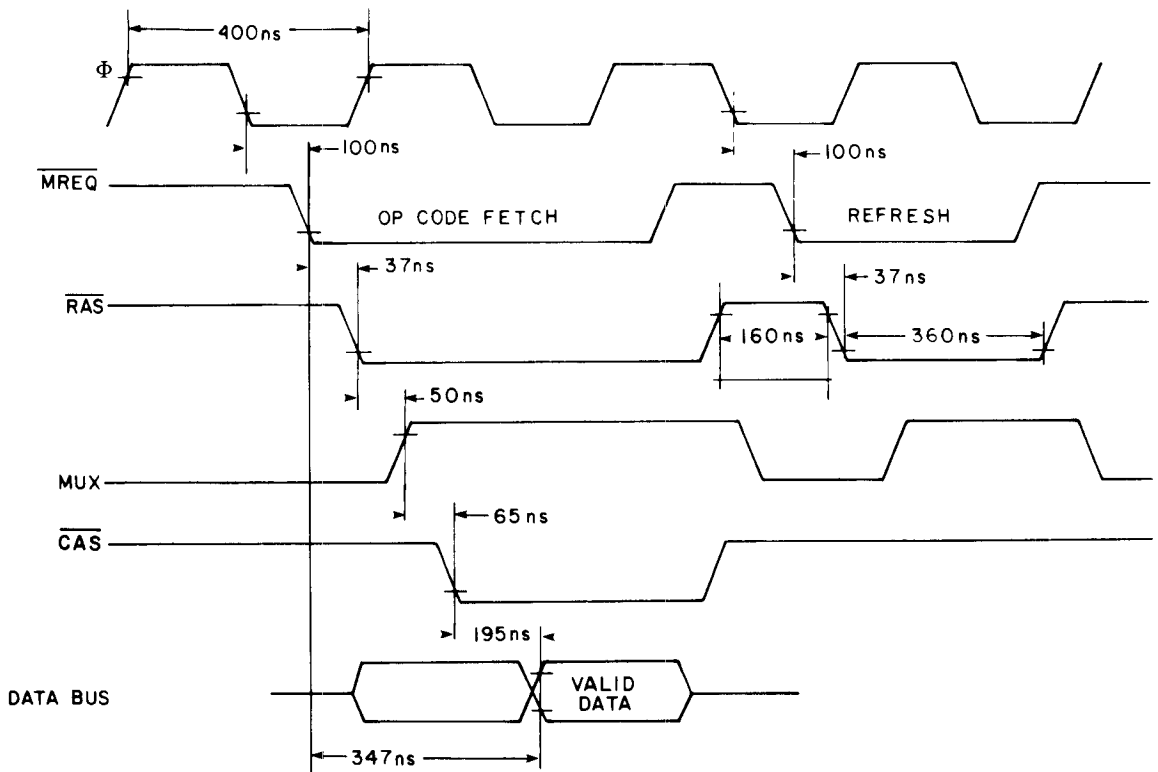 400ns
Φ
100ns
100ns
MREQ
OP CODE FETCH
REFRESH
37ns
37ns
RAS
160ns
360ns
50ns
MUX
65ns
CAS
195ns
DATA BUS
VALID
DATA
347ns